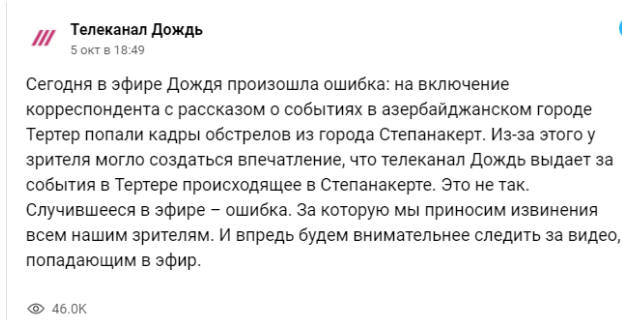 Телеканал Дождь
5 окт в 18:49
Сегодня в эфире Дождя произошла ошибка: на включение
корреспондента с рассказом о событиях в азербайджанском городе
Тертер попали кадры обстрелов из города Степанакерт. Из-за этого у
зрителя могло создаться впечатление, что телеканал Дождь выдает за
события в Тертере происходящее в Степанакерте. Это не так.
Случившееся в эфире – ошибка. За которую мы приносим извинения
всем нашим зрителям. И впредь будем внимательнее следить за видео,
попадающим в эфир.
46.0K